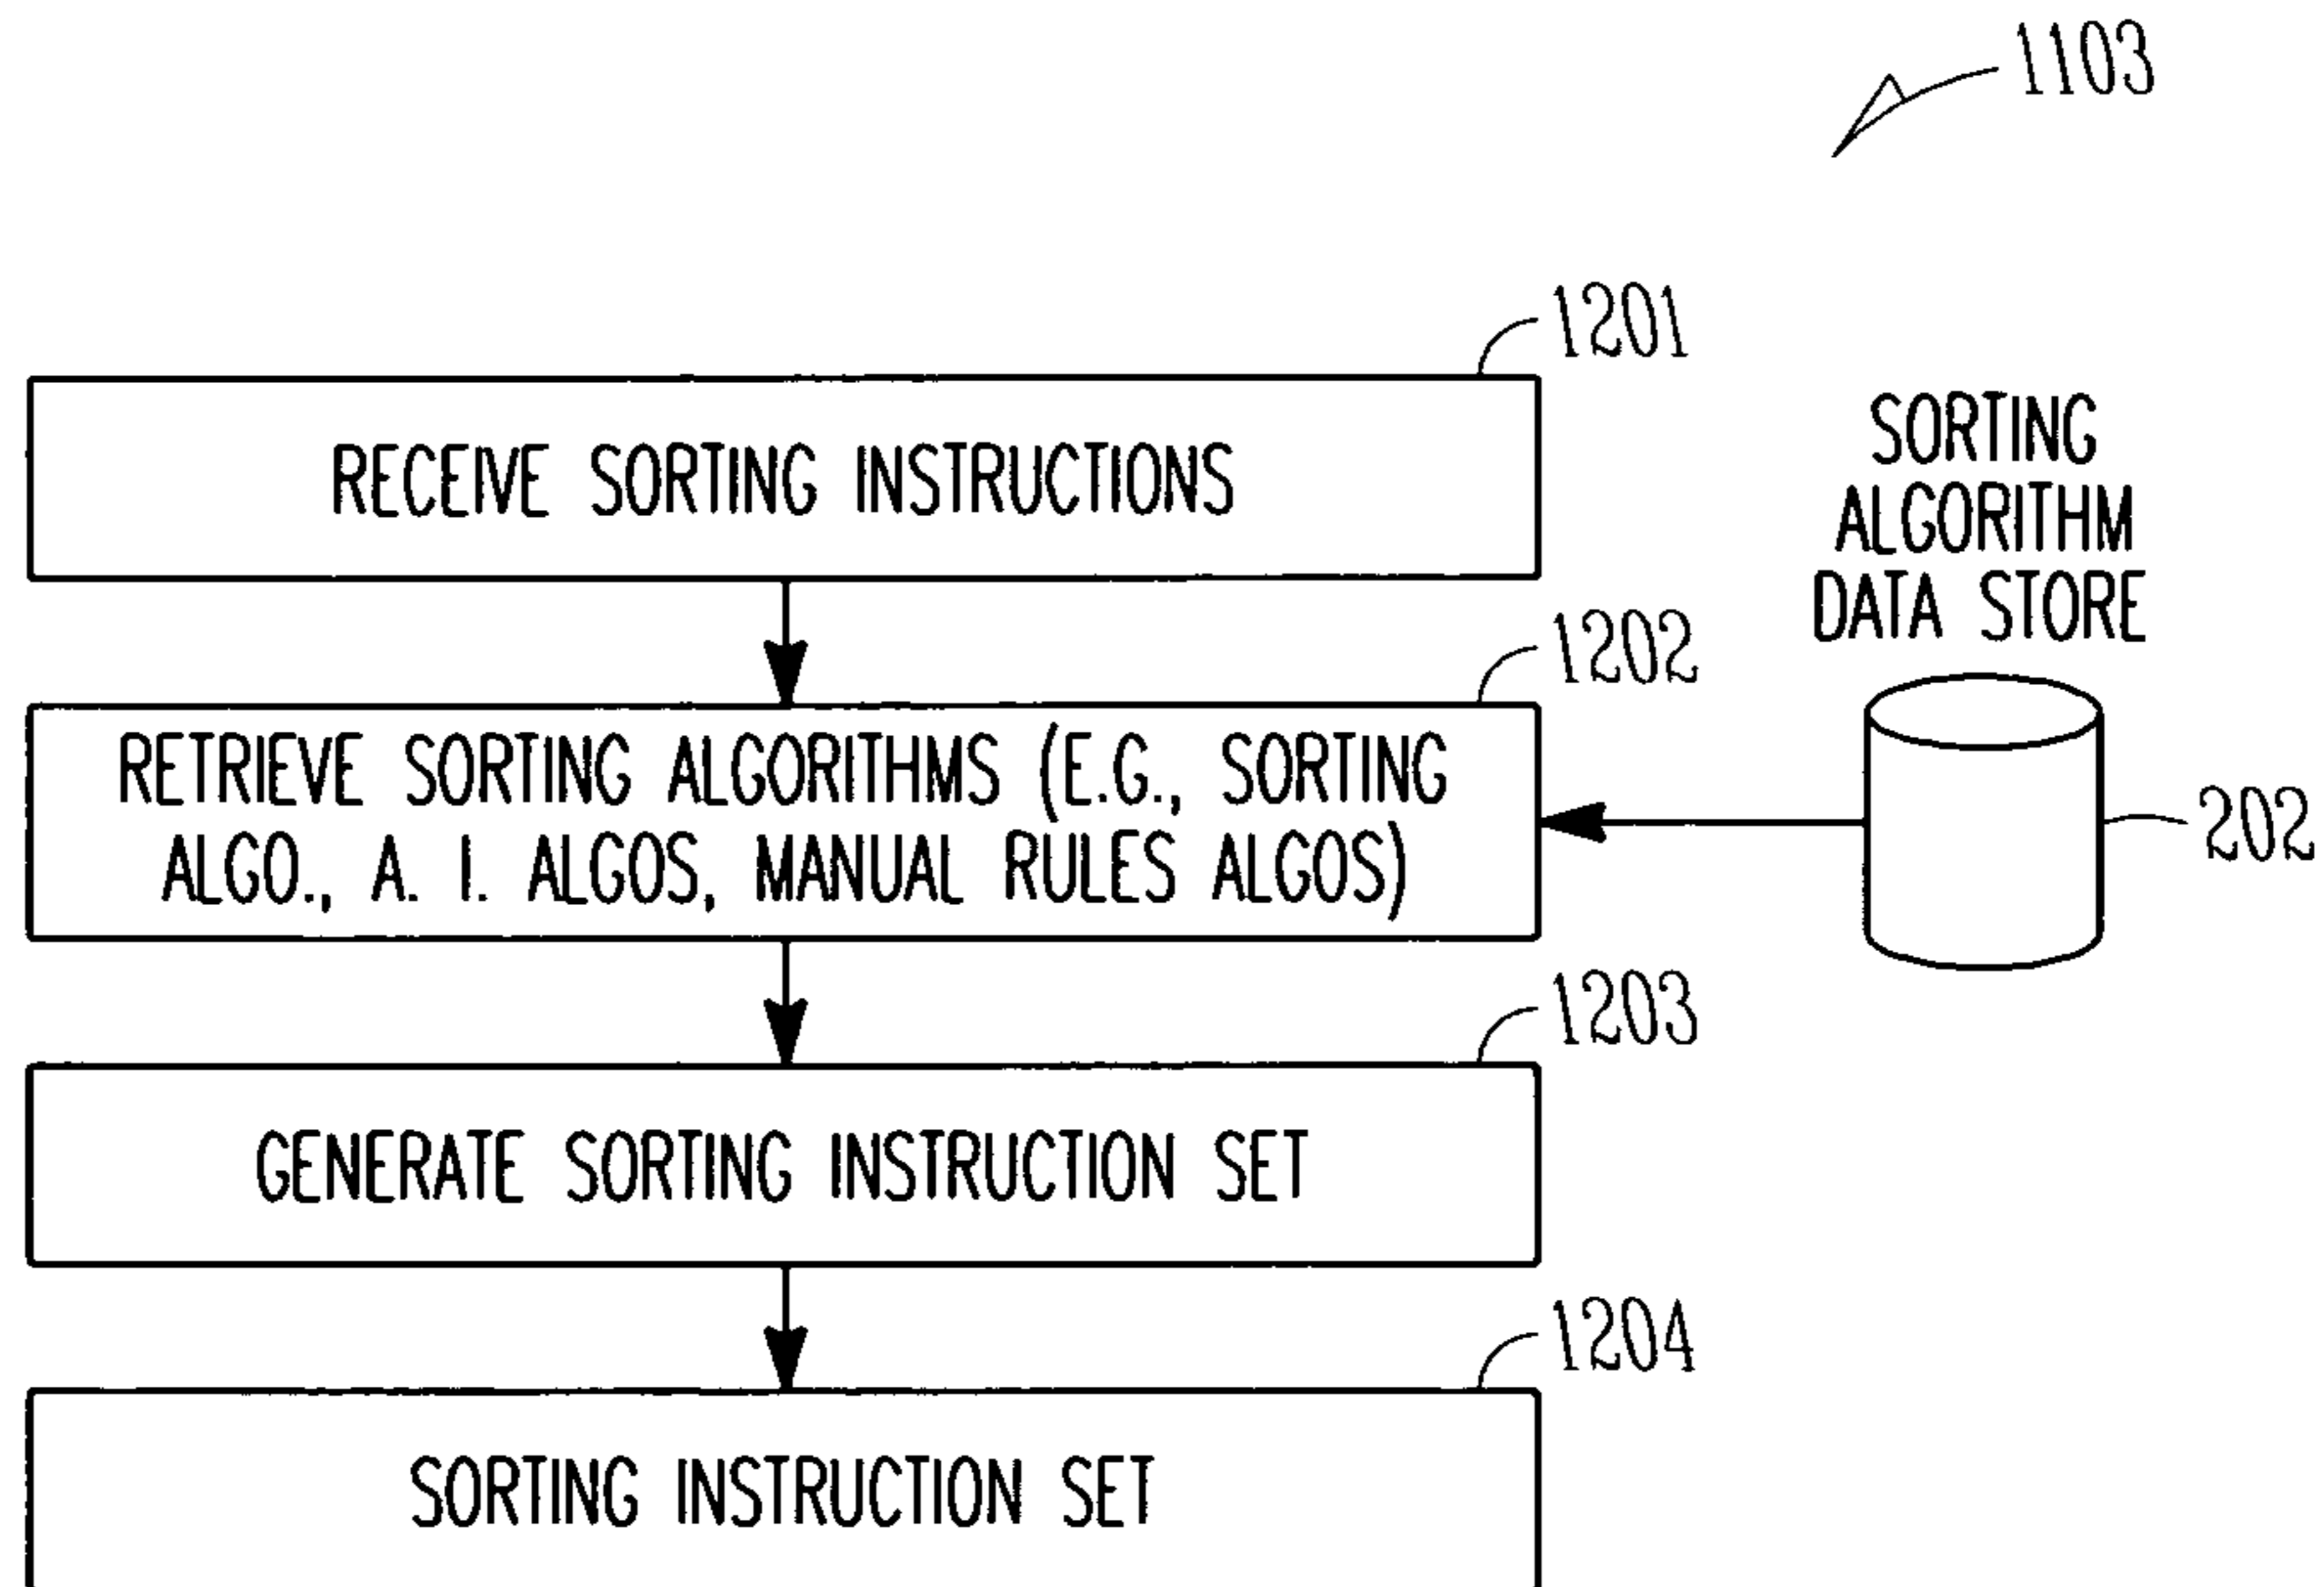 1103
1201
RECEIVE SORTING INSTRUCTIONS
SORTING
ALGORITHM
DATA STORE
1202
RETRIEVE SORTING ALGORITHMS (E.G., SORTING
ALGO., A. I. ALGOS, MANUAL RULES ALGOS)
202
1203
GENERATE SORTING INSTRUCTION SET
1204
SORTING INSTRUCTION SET